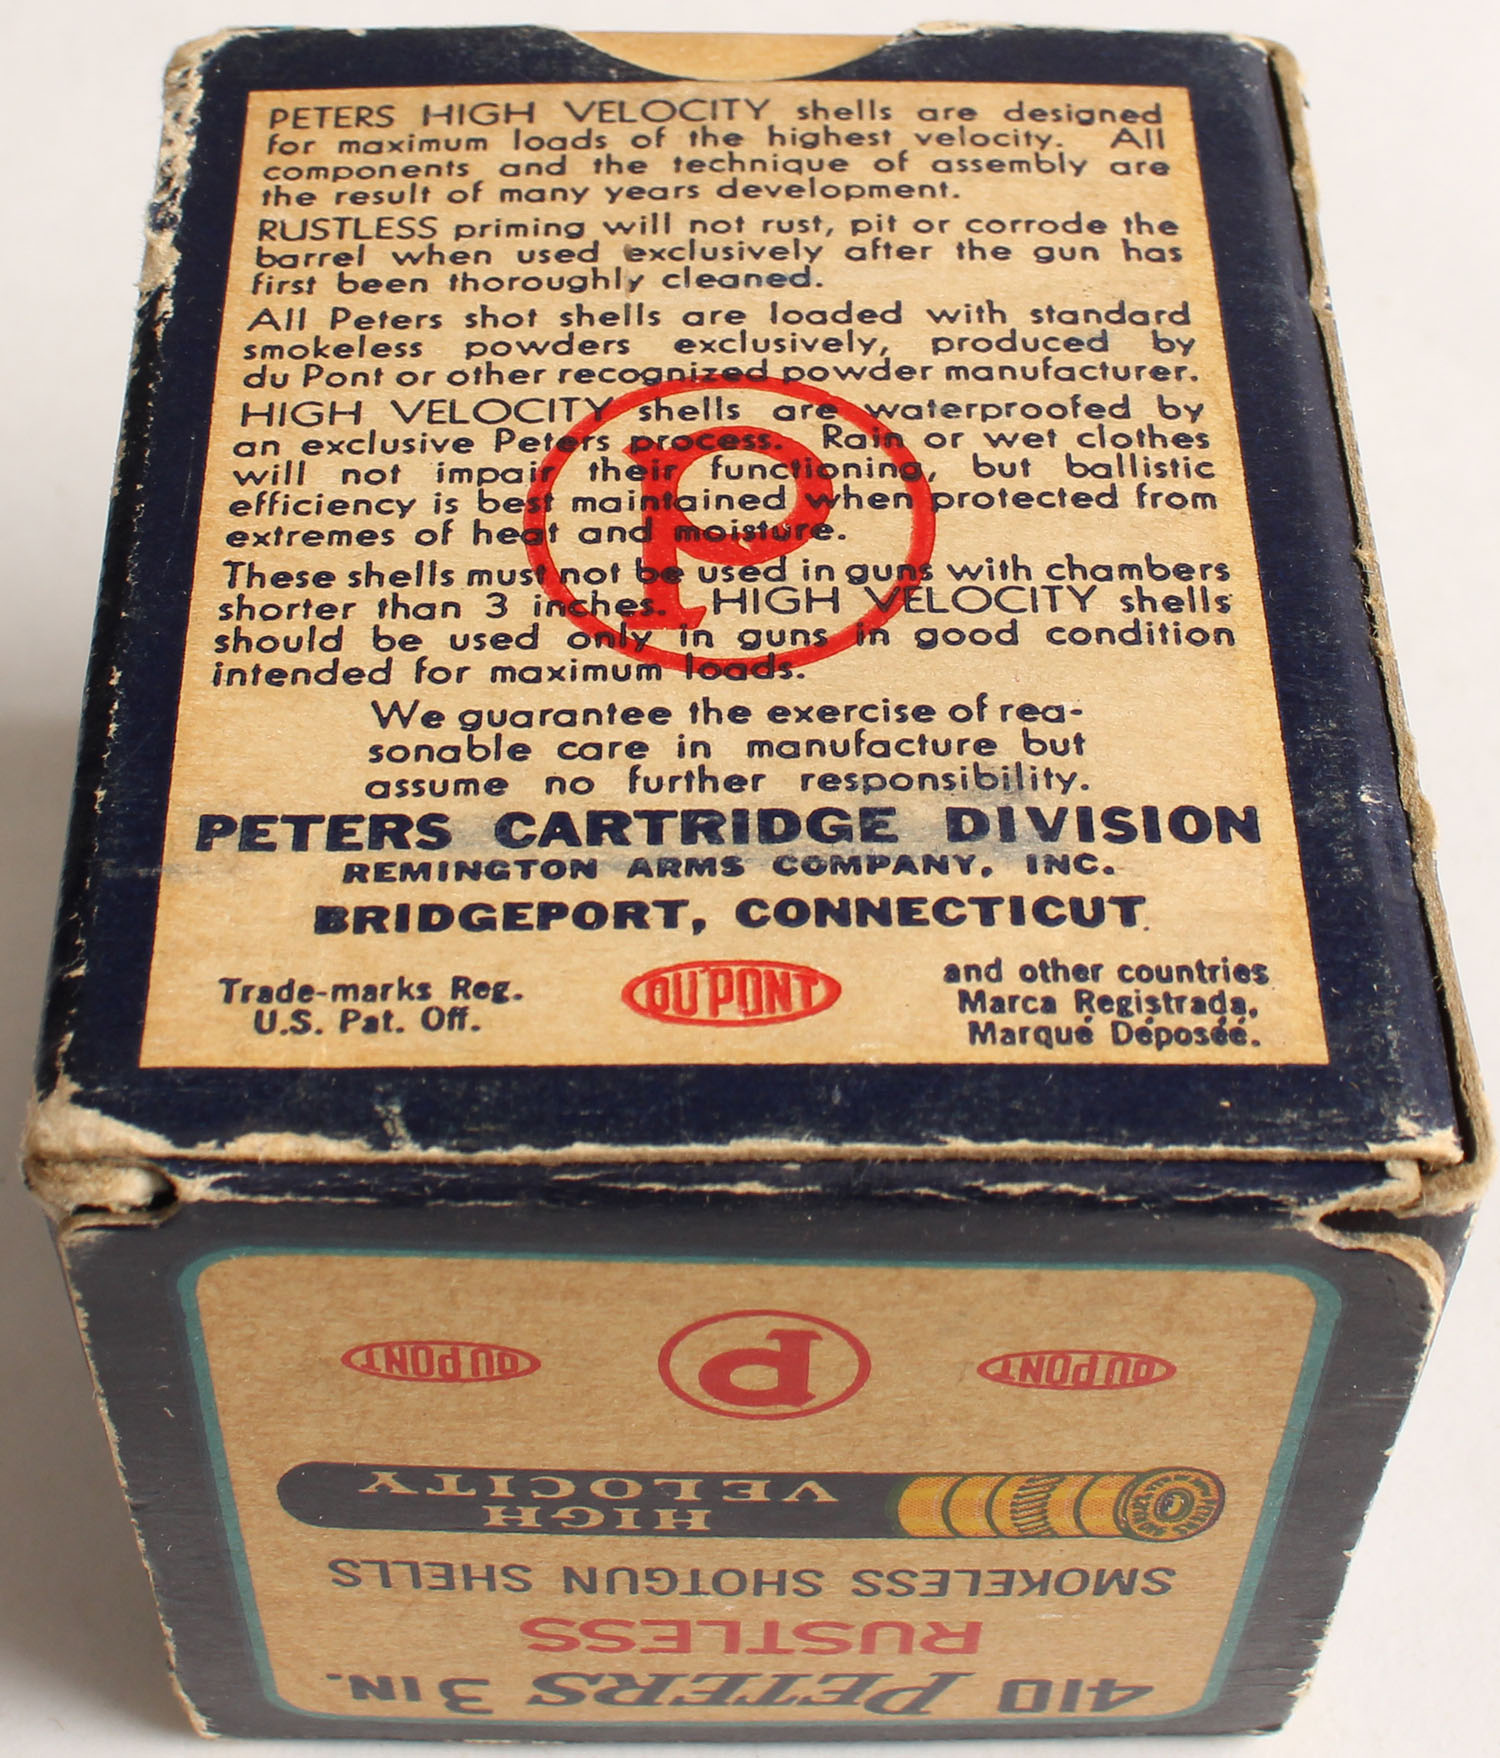 PETERS HIGH VELOCITY shells are designed
for maximum loads of the highest velocity. All
components and the technique of assembly are
the result of many years development.
RUSTLESS priming will not rust, pit or corrode the
barrel when used exclusively after the gun has
first been thoroughly cleaned.
All Peters shot shells are loaded with standard
smokeless powders exclusively, produced by
du Pont or other recognized powder manufacturer.
HIGH VELOCITY shells are waterproofed by
an exclusive Peters process. Rain or wet clothes
will not impair their functioning, but ballistic
efficiency is best maintained when protected from
extremes of heat and moisture.
These shells must not be used in guns with chambers
shorter than 3 inches. HIGH VELOCITY shells
should be used only in guns in good condition
intended for maximum loads.
P
We guarantee the exercise of rea-
sonable care in manufacture but
assume no further responsibility.
PETERS CARTRIDGE DIVISION
REMINGTON ARMS COMPANY, INC.
BRIDGEPORT, CONNECTICUT.
Trade-marks Reg.
U.S. Pat. Off.
DU PONT
and other countries
Marca Registrada.
Marqué Déposéé.
410 PETERS 3 IN.
RUSTLESS
SMOKELESS SHOTGUN SHELLS
HIGH
VELOCITY
DU PONT
P
DU PONT